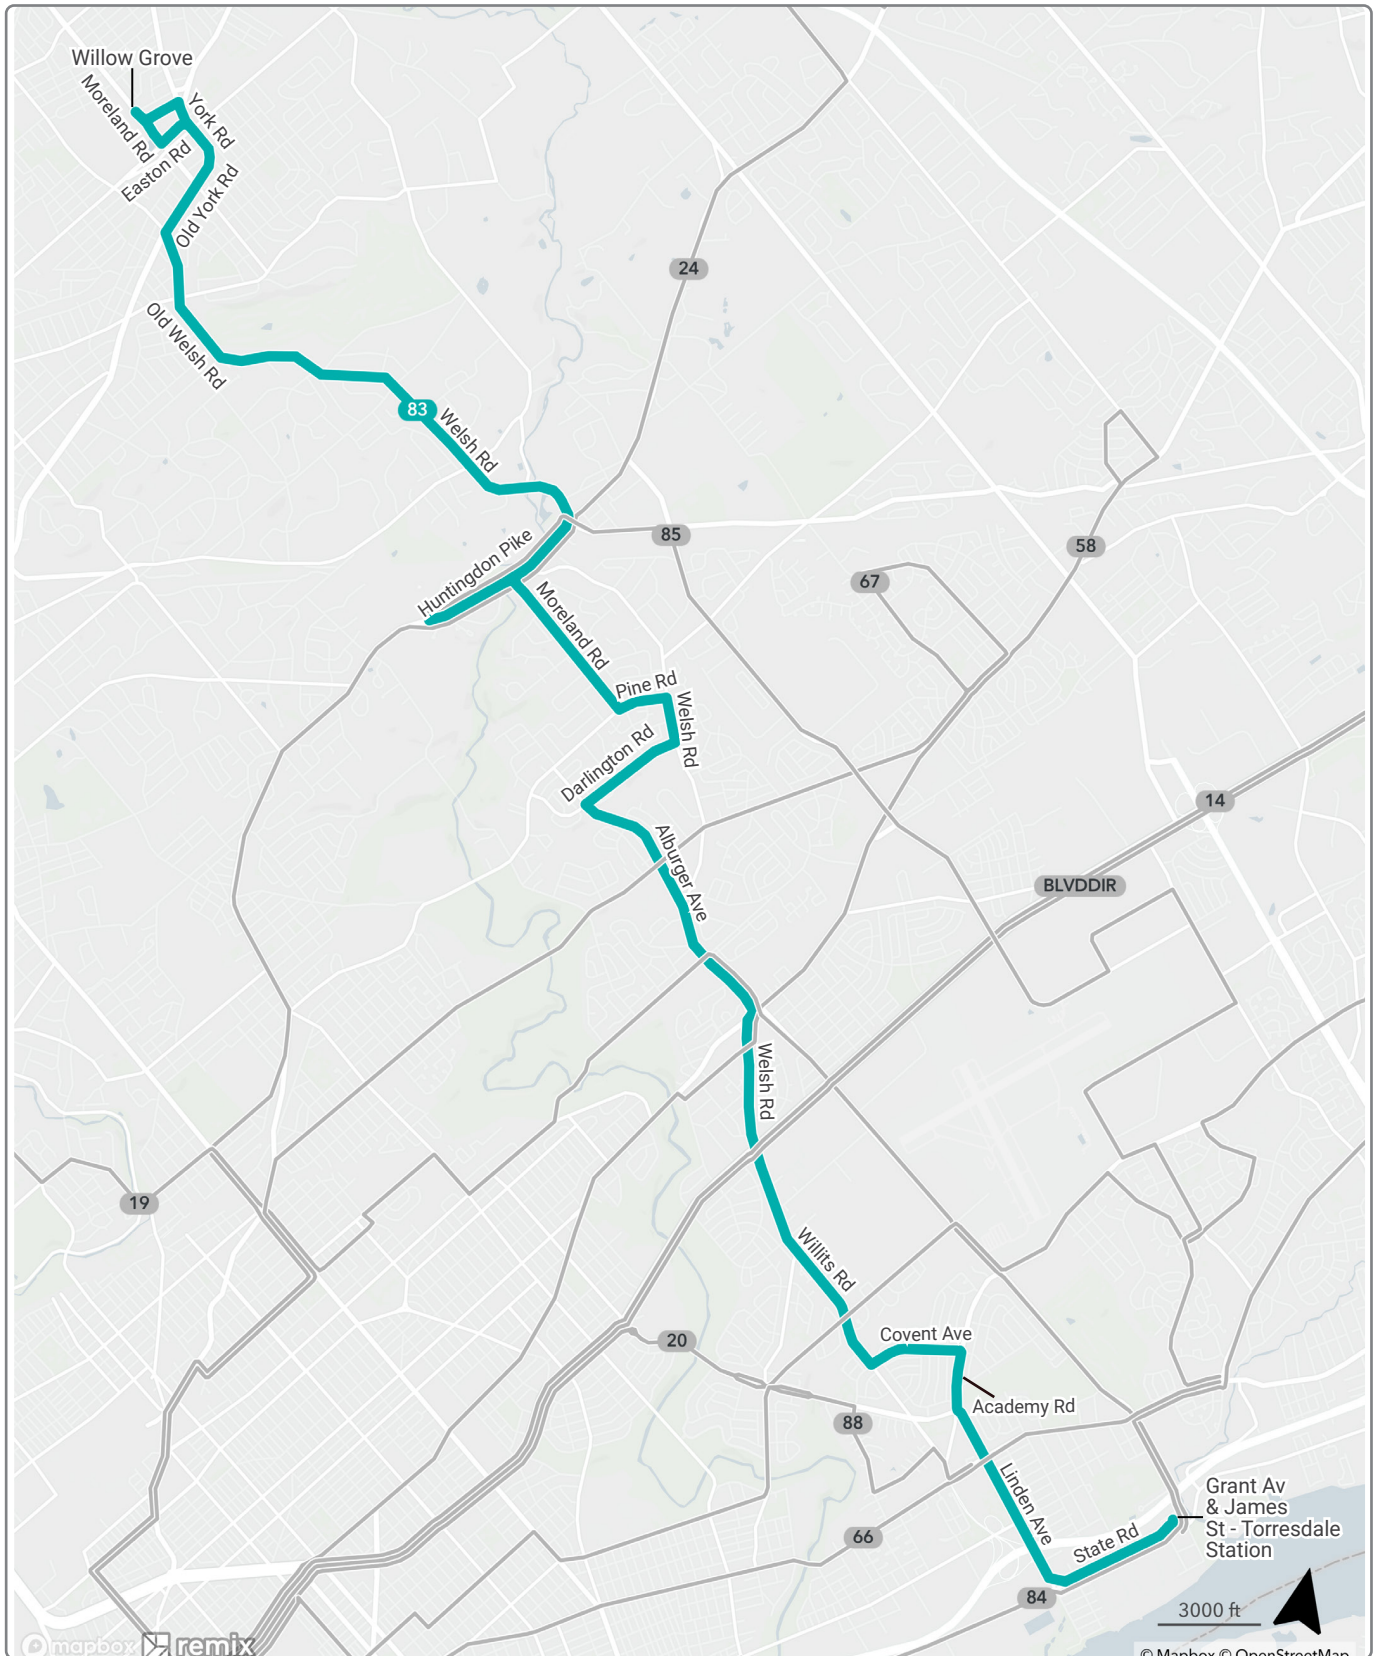 Willow Grove
Moreland Rd
York Rd
Easton Rd
Old York Rd
24
Old Welsh Rd
83
Welsh Rd
85
58
Huntingdon Pike
67
Moreland Rd
Pine Rd
Welsh Rd
Darlington Rd
14
Alburger Ave
BLVDDIR
Welsh Rd
19
Willits Rd
20
Covent Ave
Academy Rd
88
Linden Ave
Grant Av
& James
St - Torresdale
Station
66
State Rd
84
3000 ft
mapbox
remix
© Mapbox © OpenStreetMap